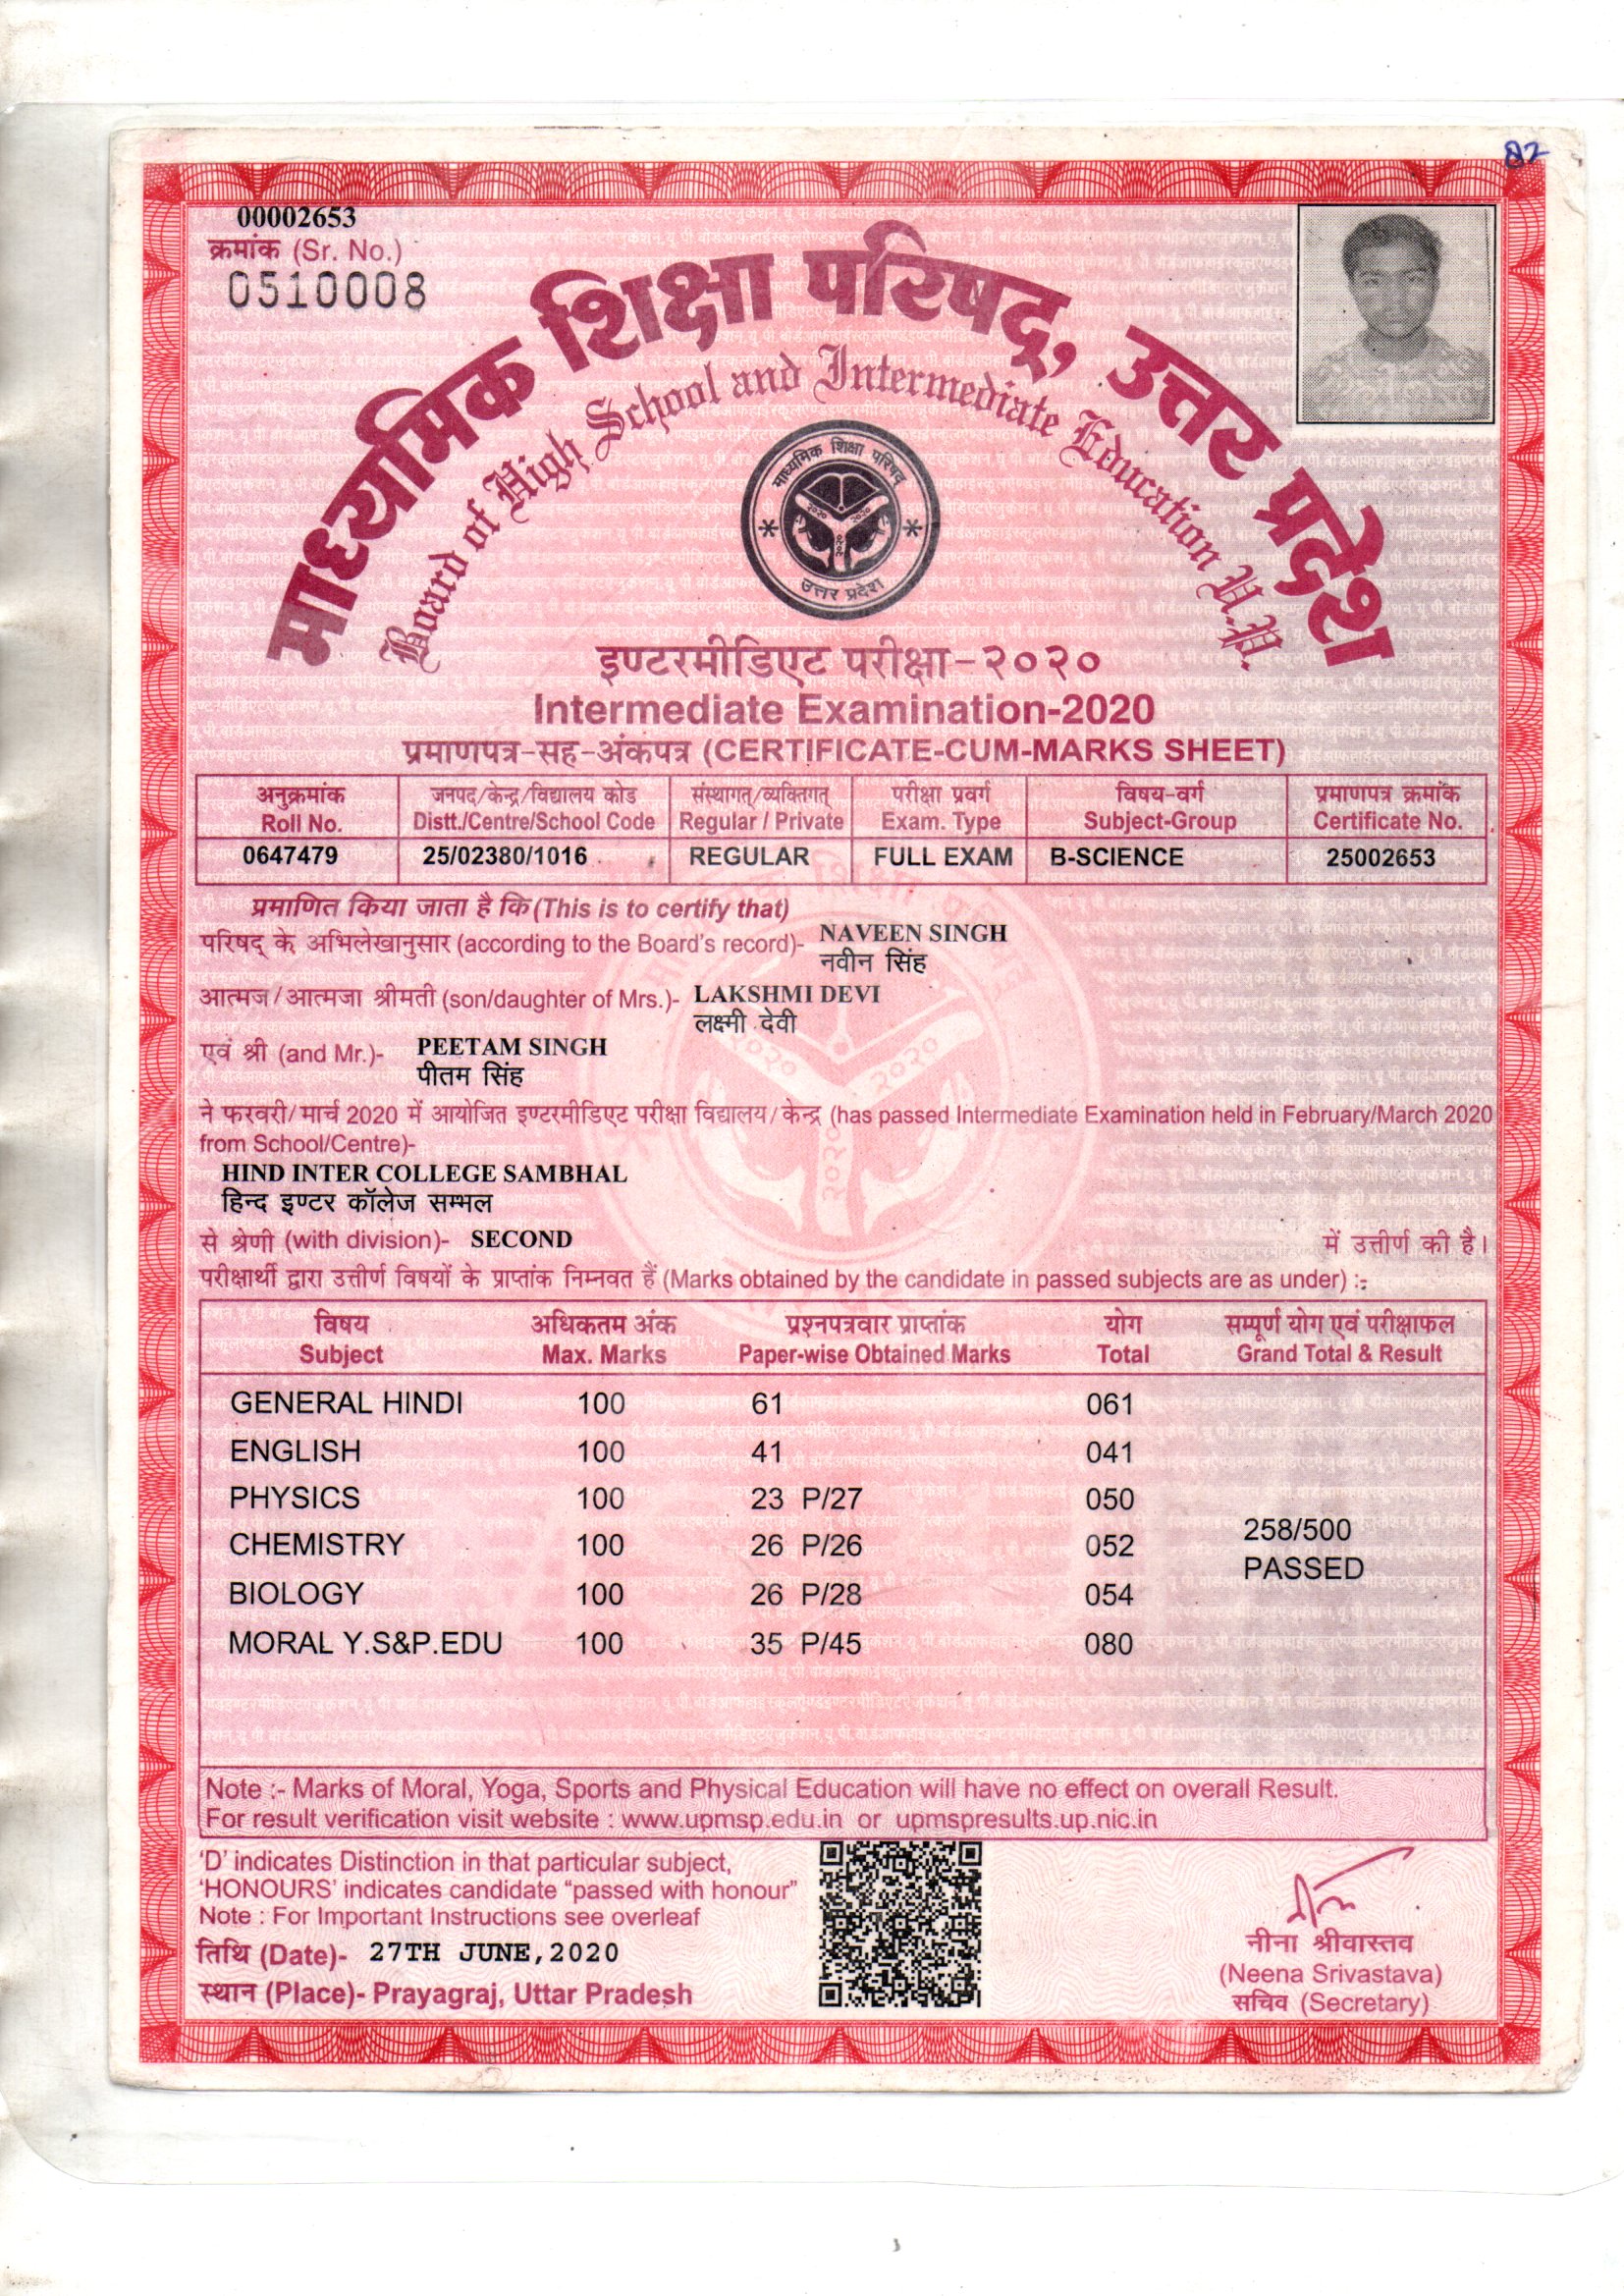 82
00002653
क्रमांक (Sr. No.)
0510008
माध्यमिक शिक्षा परिषद्, उत्तर प्रदेश
Board of High School and Intermediate Education U.P.
माध्यमिक शिक्षा परिषद
२०२० २०२० २०२०
उत्तर प्रदेश
इण्टरमीडिएट परीक्षा-२०२०
Intermediate Examination-2020
प्रमाणपत्र-सह-अंकपत्र (CERTIFICATE-CUM-MARKS SHEET)
अनुक्रमांक जनपद/केन्द्र/विद्यालय कोड संस्थागत्/व्यक्तिगत् परीक्षा प्रवर्ग विषय-वर्ग प्रमाणपत्र क्रमांक
Roll No. Distt./Centre/School Code Regular / Private Exam. Type Subject-Group Certificate No.
0647479 25/02380/1016 REGULAR FULL EXAM B-SCIENCE 25002653
प्रमाणित किया जाता है कि (This is to certify that)
परिषद् के अभिलेखानुसार (according to the Board's record)- NAVEEN SINGH
नवीन सिंह
आत्मज/आत्मजा श्रीमती (son/daughter of Mrs.)- LAKSHMI DEVI
लक्ष्मी देवी
एवं श्री (and Mr.)- PEETAM SINGH
पीतम सिंह
ने फरवरी/मार्च 2020 में आयोजित इण्टरमीडिएट परीक्षा विद्यालय/केन्द्र (has passed Intermediate Examination held in February/March 2020
from School/Centre)-
HIND INTER COLLEGE SAMBHAL
हिन्द इण्टर कॉलेज सम्भल
से श्रेणी (with division)- SECOND में उत्तीर्ण की है।
परीक्षार्थी द्वारा उत्तीर्ण विषयों के प्राप्तांक निम्नवत हैं (Marks obtained by the candidate in passed subjects are as under) :-
विषय अधिकतम अंक प्रश्नपत्रवार प्राप्तांक योग सम्पूर्ण योग एवं परीक्षाफल
Subject Max. Marks Paper-wise Obtained Marks Total Grand Total & Result
GENERAL HINDI 100 61 061
ENGLISH 100 41 041
PHYSICS 100 23 P/27 050
258/500
CHEMISTRY 100 26 P/26 052
PASSED
BIOLOGY 100 26 P/28 054
MORAL Y.S&P.EDU 100 35 P/45 080
Note :- Marks of Moral, Yoga, Sports and Physical Education will have no effect on overall Result.
For result verification visit website : www.upmsp.edu.in or upmspresults.up.nic.in
'D' indicates Distinction in that particular subject,
'HONOURS' indicates candidate "passed with honour"
Note : For Important Instructions see overleaf
तिथि (Date)- 27TH JUNE,2020
स्थान (Place)- Prayagraj, Uttar Pradesh
नीना श्रीवास्तव
(Neena Srivastava)
सचिव (Secretary)